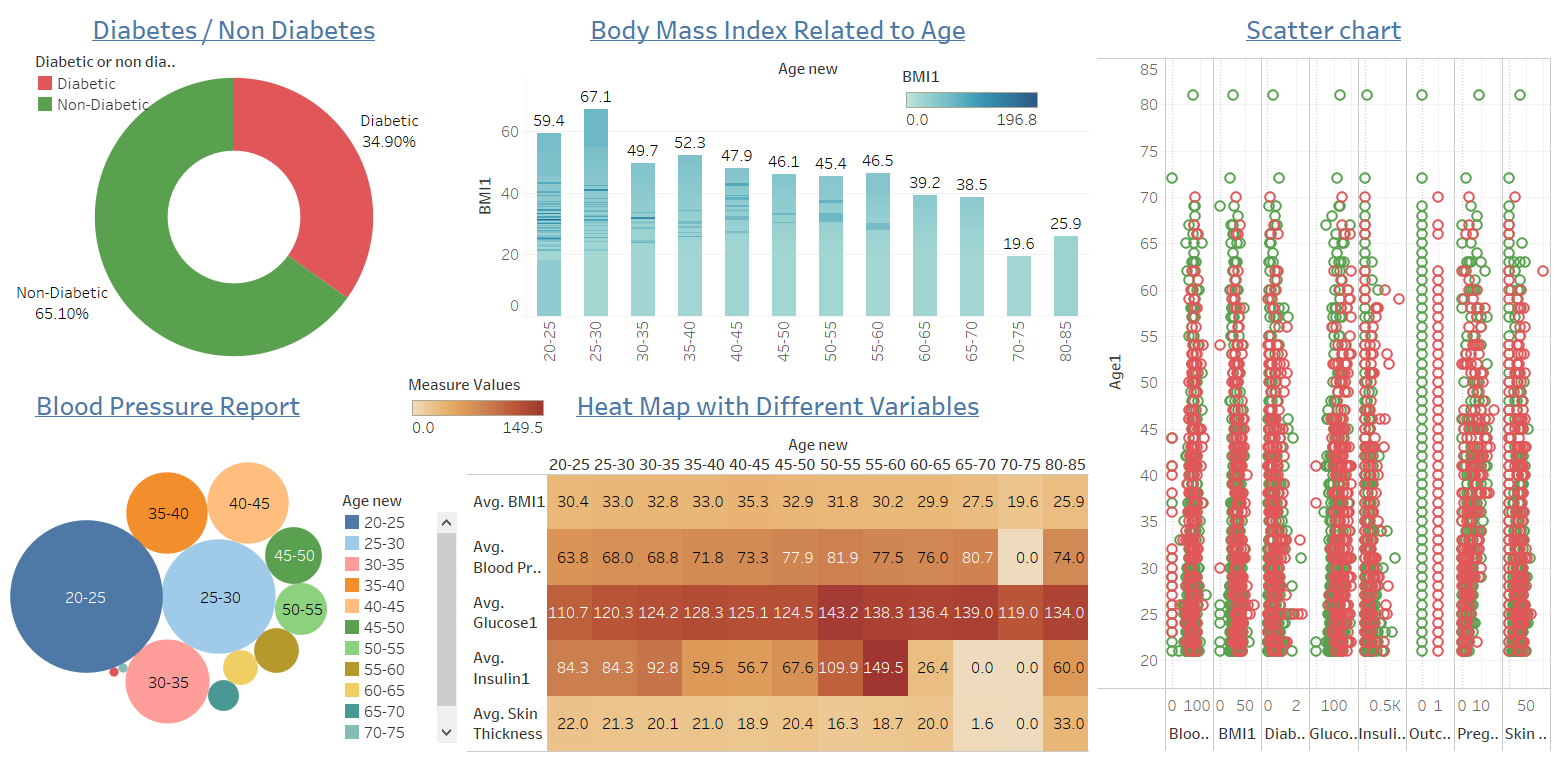 Diabetes / Non Diabetes
Diabetic or non dia..
Diabetic
Non-Diabetic
Diabetic
34.90%
Non-Diabetic
65.10%
Body Mass Index Related to Age
Age new
BMI1
0.0 196.8
BMI1
60
40
20
0
59.4 67.1 49.7 52.3 47.9 46.1 45.4 46.5 39.2 38.5 19.6 25.9
20-25 25-30 30-35 35-40 40-45 45-50 50-55 55-60 60-65 65-70 70-75 80-85
Blood Pressure Report
35-40
40-45
45-50
20-25
25-30
50-55
30-35
Age new
20-25
25-30
30-35
35-40
40-45
45-50
50-55
55-60
60-65
65-70
70-75
Measure Values
0.0 149.5
Heat Map with Different Variables
Age new
20-25 25-30 30-35 35-40 40-45 45-50 50-55 55-60 60-65 65-70 70-75 80-85
Avg. BMI1 30.4 33.0 32.8 33.0 35.3 32.9 31.8 30.2 29.9 27.5 19.6 25.9
Avg.
Blood Pr.. 63.8 68.0 68.8 71.8 73.3 77.9 81.9 77.5 76.0 80.7 0.0 74.0
Avg.
Glucose1 110.7 120.3 124.2 128.3 125.1 124.5 143.2 138.3 136.4 139.0 119.0 134.0
Avg.
Insulin1 84.3 84.3 92.8 59.5 56.7 67.6 109.9 149.5 26.4 0.0 0.0 60.0
Avg. Skin
Thickness 22.0 21.3 20.1 21.0 18.9 20.4 16.3 18.7 20.0 1.6 0.0 33.0
Scatter chart
Age1
85
80
75
70
65
60
55
50
45
40
35
30
25
20
0 100 0 50 0 2 100 0.5K 0 1 0 10 50
Bloo.. BMI1 Diab.. Gluco.. Insuli.. Outc.. Preg.. Skin ..